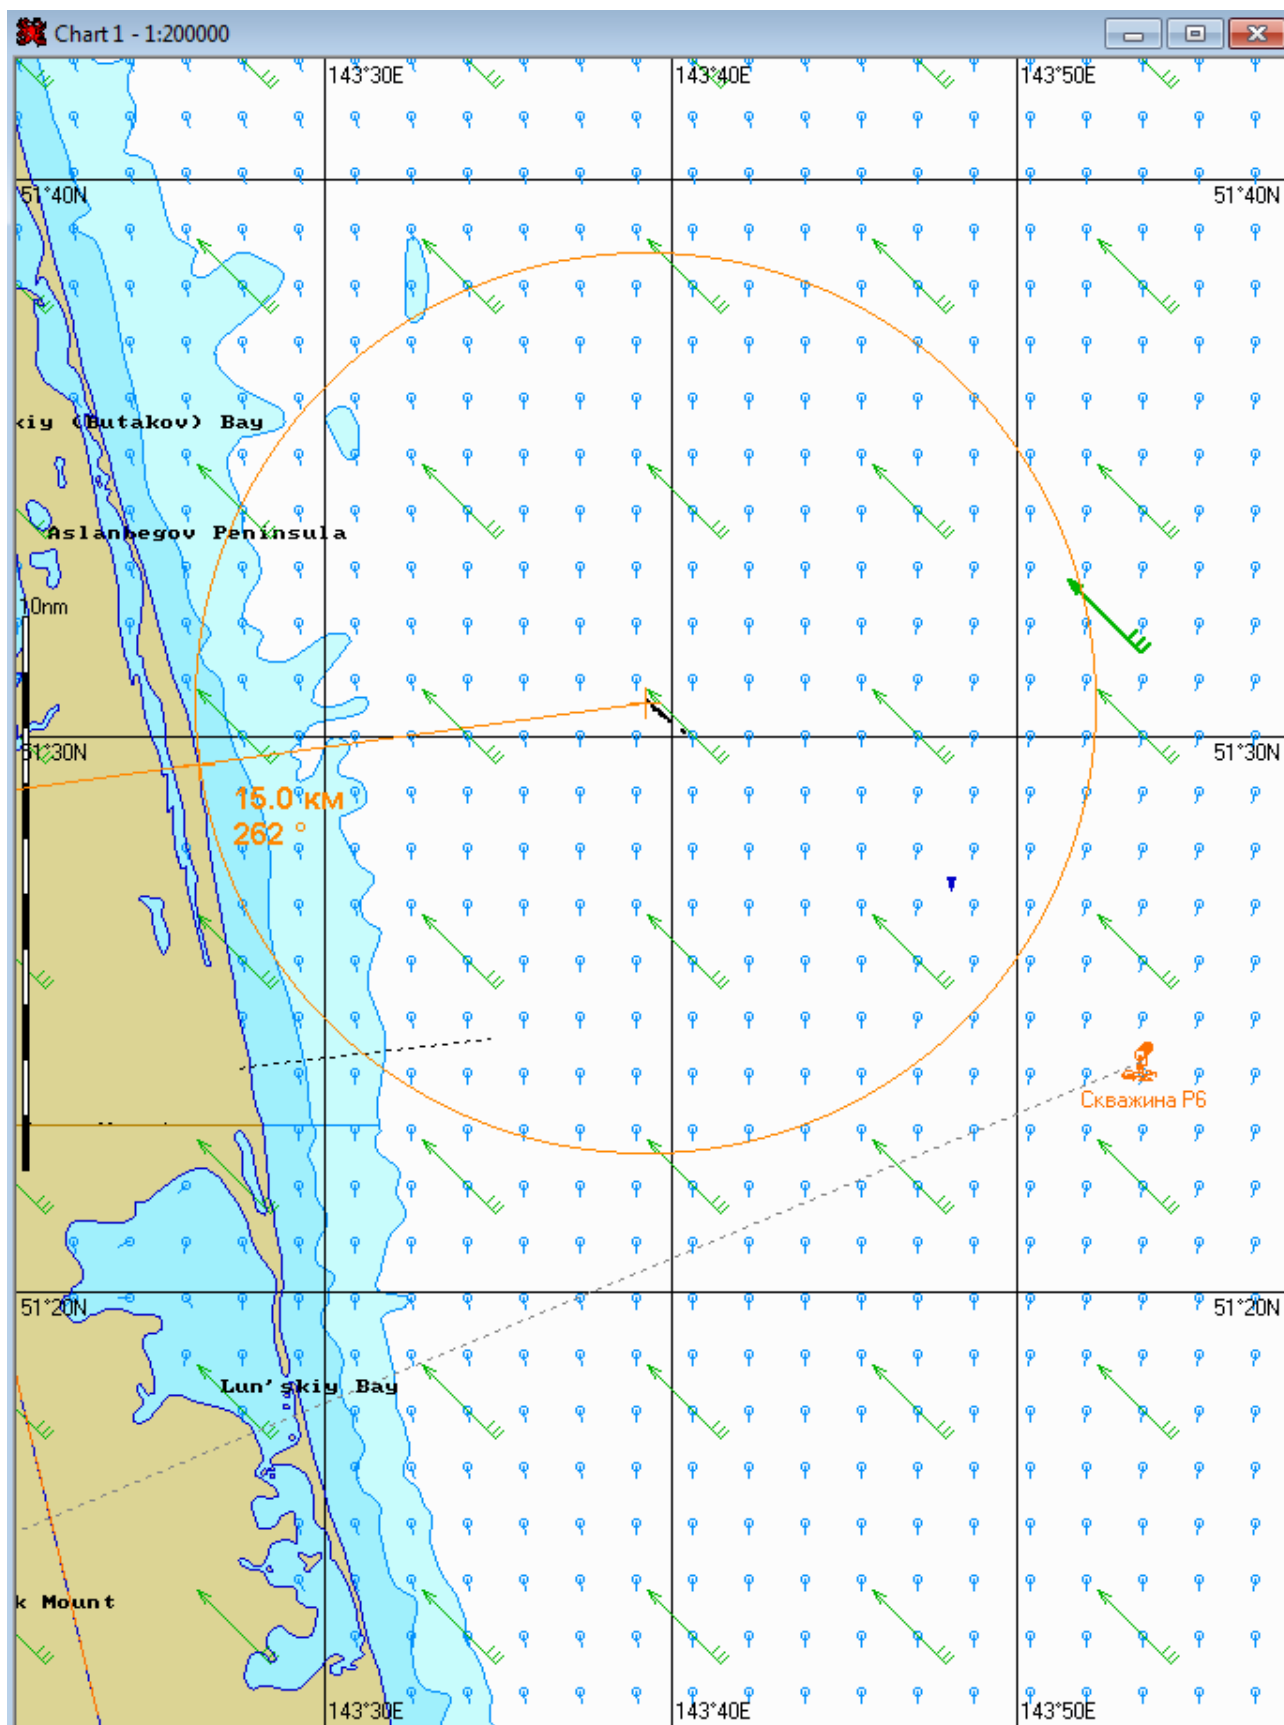 Chart 1 - 1:200000
143°30E
143°40E
143°50E
51°40N
51°40N
kiy (Butakov) Bay
Aslanbegov Peninsula
10nm
51°30N
51°30N
15.0 км
262 °
Скважина Р6
51°20N
51°20N
Lun'skiy Bay
k Mount
143°30E
143°40E
143°50E